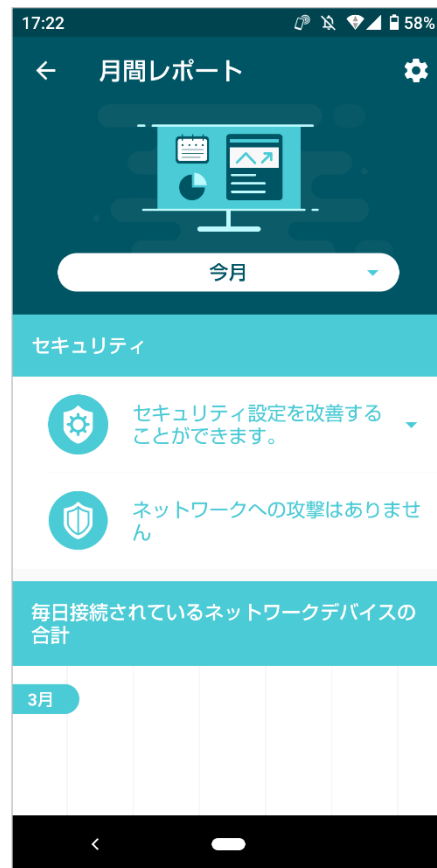 17:22
58%
月間レポート
今月
セキュリティ
セキュリティ設定を改善する
ことができます。
ネットワークへの攻撃はありませ
ん
毎日接続されているネットワークデバイスの
合計
3月